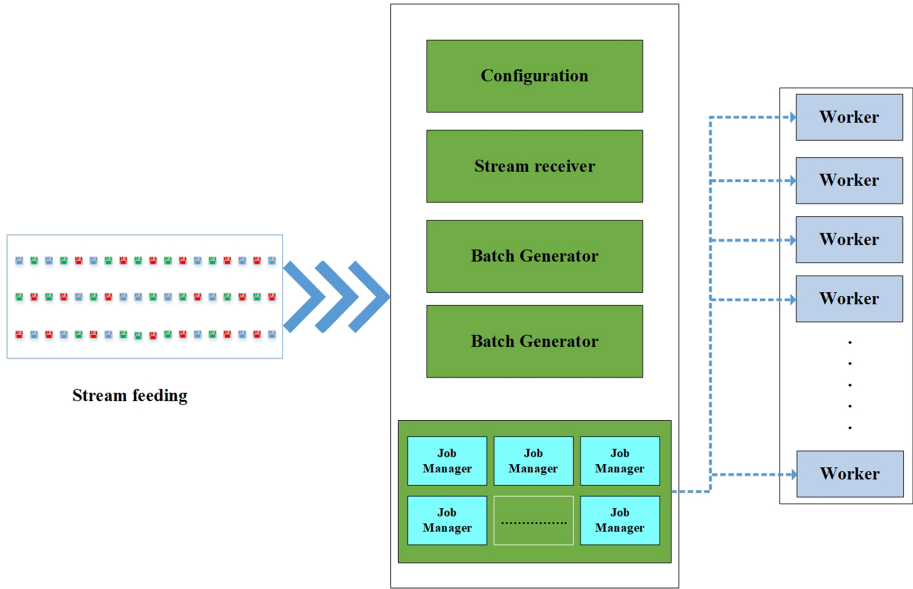 Configuration
Stream receiver
Batch Generator
Batch Generator
Job
Manager
Job
Manager
Job
Manager
Job
Manager
................
Job
Manager
Stream feeding
Worker
Worker
Worker
Worker
Worker